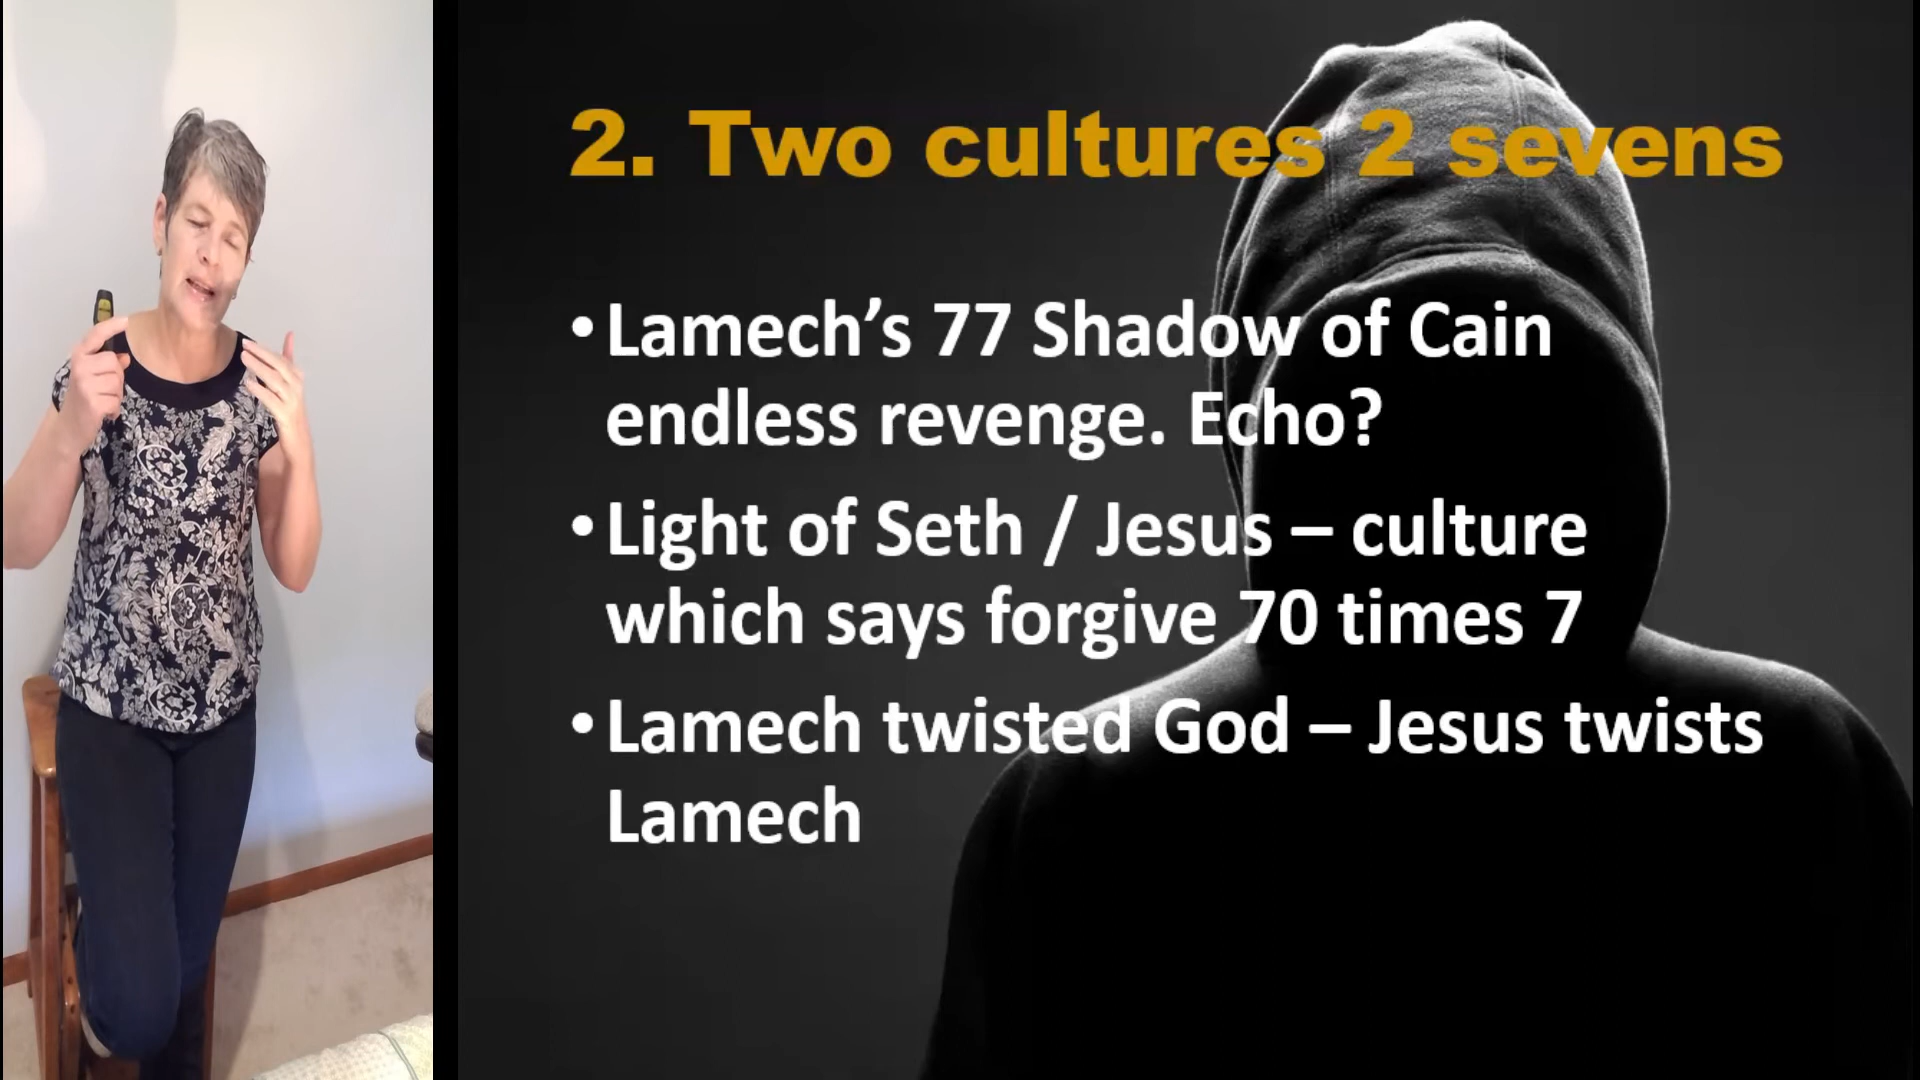 2. Two cultures 2 sevens
• Lamech’s 77 Shadow of Cain
endless revenge. Echo?
• Light of Seth / Jesus – culture
which says forgive 70 times 7
• Lamech twisted God – Jesus twists
Lamech